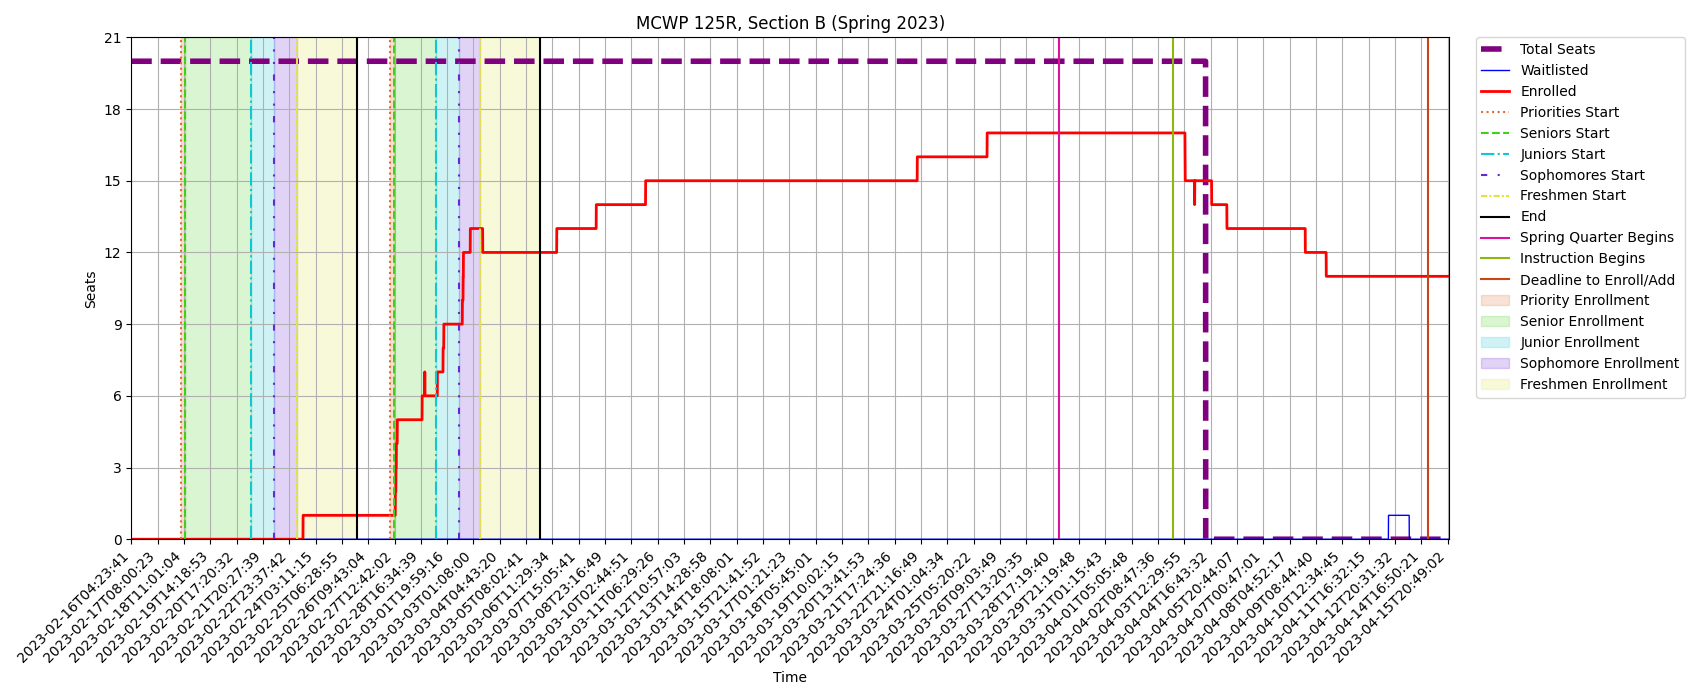 MCWP 125R, Section B (Spring 2023)
21
18
15
12
9
6
3
0
Seats
2023-02-16T04:23:41
2023-02-17T08:00:23
2023-02-18T11:01:04
2023-02-19T14:18:53
2023-02-20T17:20:32
2023-02-21T20:27:39
2023-02-22T23:37:42
2023-02-24T03:11:15
2023-02-25T06:28:55
2023-02-26T09:43:04
2023-02-27T12:42:02
2023-02-28T16:34:39
2023-03-01T19:59:16
2023-03-03T01:08:00
2023-03-04T04:43:20
2023-03-05T08:02:41
2023-03-06T11:29:34
2023-03-07T15:05:41
2023-03-08T23:16:49
2023-03-10T02:44:51
2023-03-11T06:29:26
2023-03-12T10:57:03
2023-03-13T14:28:58
2023-03-14T18:08:01
2023-03-15T21:41:52
2023-03-17T01:21:23
2023-03-18T05:45:01
2023-03-19T10:02:15
2023-03-20T13:41:53
2023-03-21T17:24:36
2023-03-22T21:16:49
2023-03-24T01:04:34
2023-03-25T05:20:22
2023-03-26T09:03:49
2023-03-27T13:20:35
2023-03-28T17:19:40
2023-03-29T21:19:48
2023-03-31T01:15:43
2023-04-01T05:05:48
2023-04-02T08:47:36
2023-04-03T12:29:55
2023-04-04T16:43:32
2023-04-05T20:44:07
2023-04-07T00:47:01
2023-04-08T04:52:17
2023-04-09T08:44:40
2023-04-10T12:34:45
2023-04-11T16:32:15
2023-04-12T20:31:32
2023-04-14T16:50:21
2023-04-15T20:49:02
Time
Total Seats
Waitlisted
Enrolled
Priorities Start
Seniors Start
Juniors Start
Sophomores Start
Freshmen Start
End
Spring Quarter Begins
Instruction Begins
Deadline to Enroll/Add
Priority Enrollment
Senior Enrollment
Junior Enrollment
Sophomore Enrollment
Freshmen Enrollment